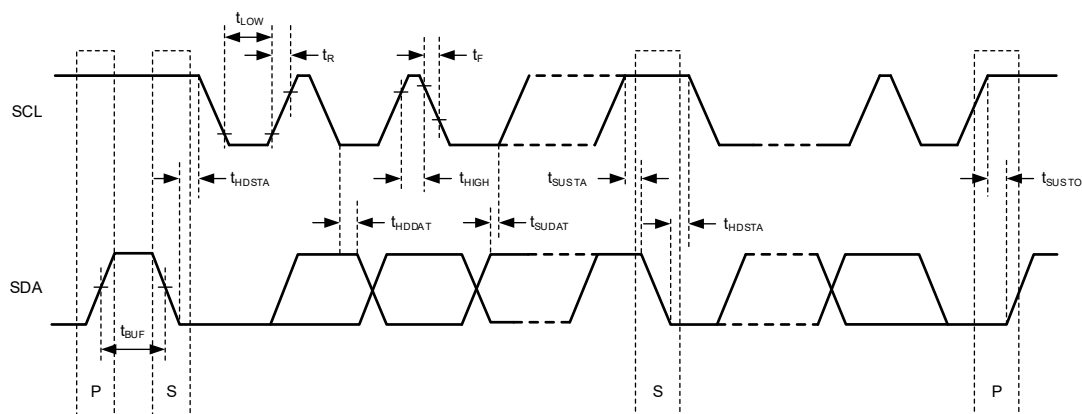 tLOW
tR
tF
SCL
tHDSTA
tHIGH
tSUSTA
tSUSTO
tHDDAT
tSUDAT
tHDSTA
SDA
tBUF
P
S
S
P